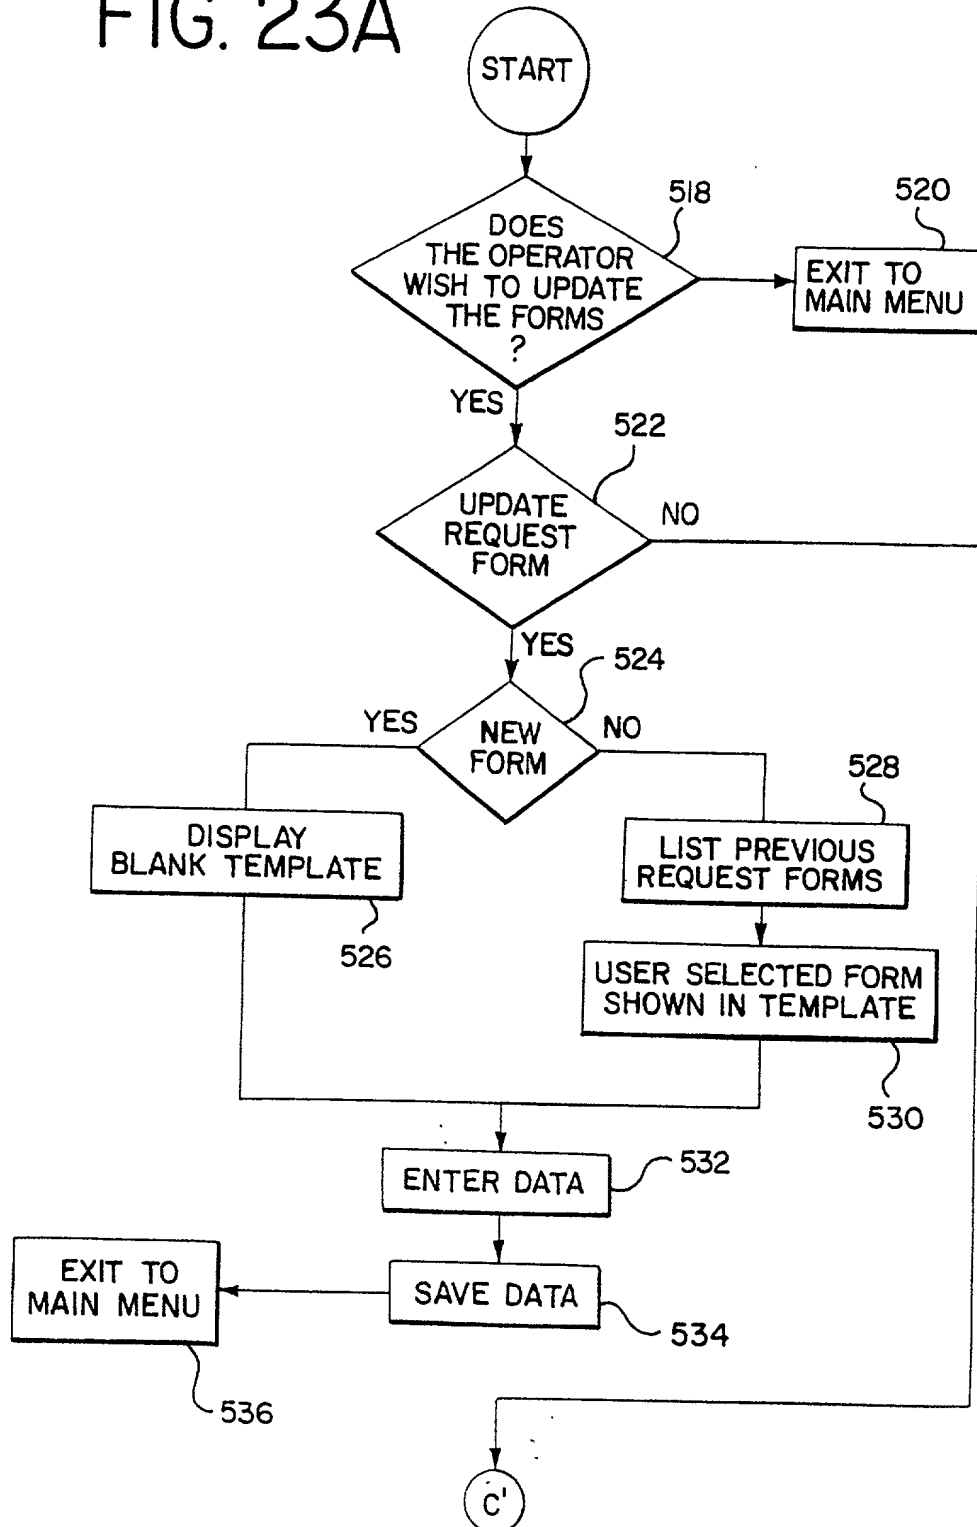 FIG. 23A
START
518
520
DOES
THE OPERATOR
WISH TO UPDATE
THE FORMS
?
EXIT TO
MAIN MENU
YES
522
UPDATE
REQUEST
FORM
NO
YES
524
YES
NEW
FORM
NO
528
DISPLAY
BLANK TEMPLATE
LIST PREVIOUS
REQUEST FORMS
526
USER SELECTED FORM
SHOWN IN TEMPLATE
530
ENTER DATA
532
EXIT TO
MAIN MENU
SAVE DATA
534
536
C'